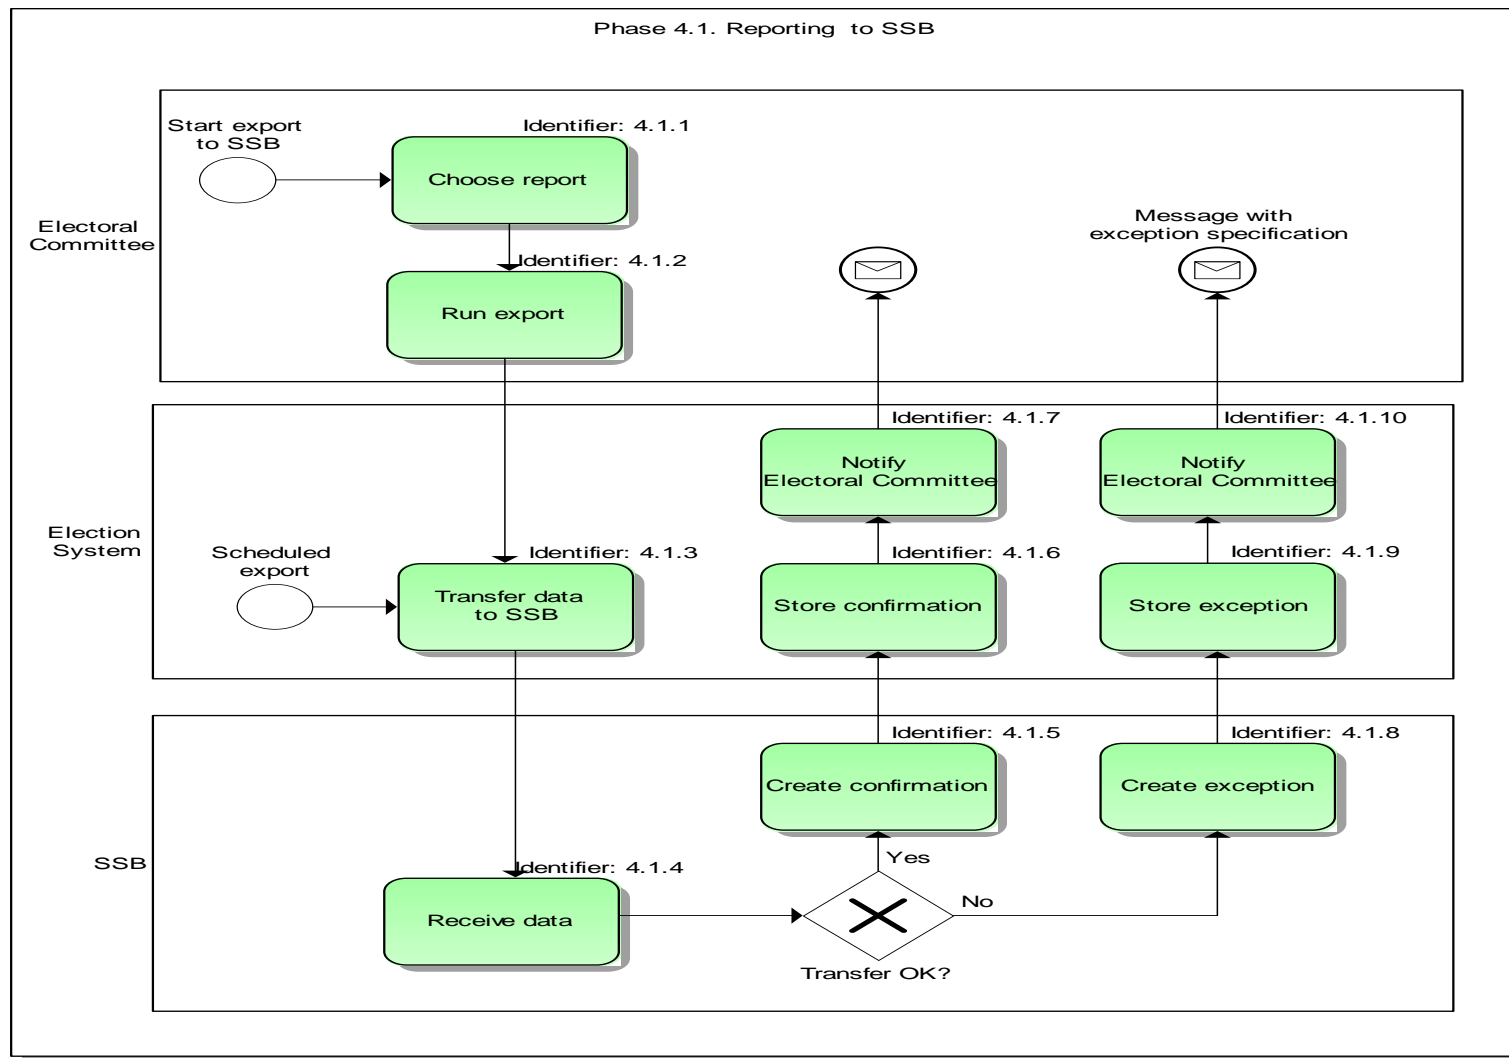 Phase 4.1. Reporting to SSB
Start export
to SSB
Identifier: 4.1.1
Choose report
Electoral
Committee
Identifier: 4.1.2
Run export
Message with
exception specification
Election
System
Scheduled
export
Identifier: 4.1.3
Transfer data
to SSB
Identifier: 4.1.7
Notify
Electoral Committee
Identifier: 4.1.10
Notify
Electoral Committee
Identifier: 4.1.6
Store confirmation
Identifier: 4.1.9
Store exception
SSB
Identifier: 4.1.5
Create confirmation
Identifier: 4.1.8
Create exception
Identifier: 4.1.4
Receive data
Yes
No
Transfer OK?